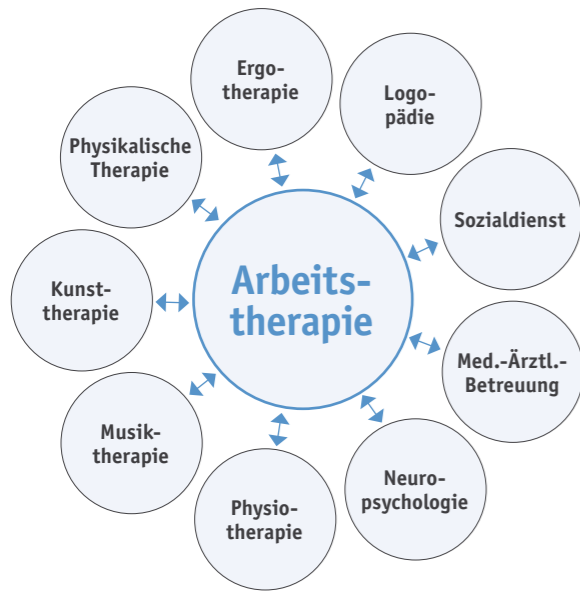 Ergo-
therapie
Logo-
pädie
Physikalische
Therapie
Sozialdienst
Arbeits-
therapie
Kunst-
therapie
Med.-Ärztl.-
Betreuung
Musik-
therapie
Neuro-
psychologie
Physio-
therapie